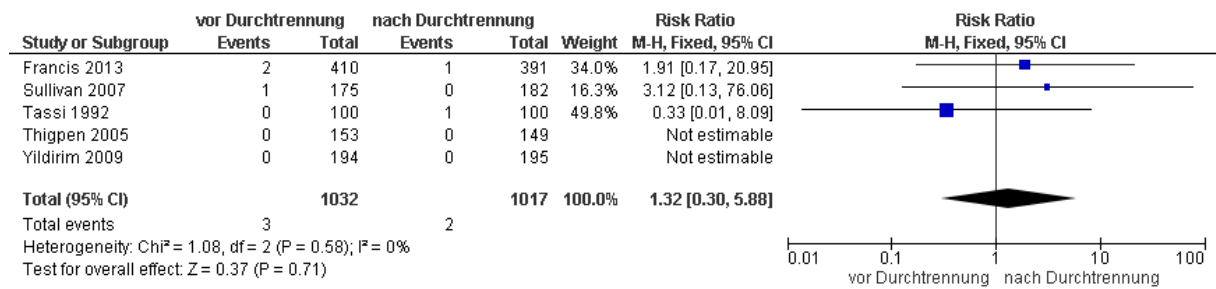 vor Durchtrennung nach Durchtrennung Risk Ratio Risk Ratio
Study or Subgroup Events Total Events Total Weight M-H, Fixed, 95% CI M-H, Fixed, 95% CI
Francis 2013 2 410 1 391 34.0% 1.91 [0.17, 20.95]
Sullivan 2007 1 175 0 182 16.3% 3.12 [0.13, 76.06]
Tassi 1992 0 100 1 100 49.8% 0.33 [0.01, 8.09]
Thigpen 2005 0 153 0 149 Not estimable
Yildirim 2009 0 194 0 195 Not estimable
Total (95% CI) 1032 1017 100.0% 1.32 [0.30, 5.88]
Total events 3 2
Heterogeneity: Chi² = 1.08, df = 2 (P = 0.58); I² = 0%
Test for overall effect: Z = 0.37 (P = 0.71)
0.01 0.1 1 10 100
vor Durchtrennung nach Durchtrennung